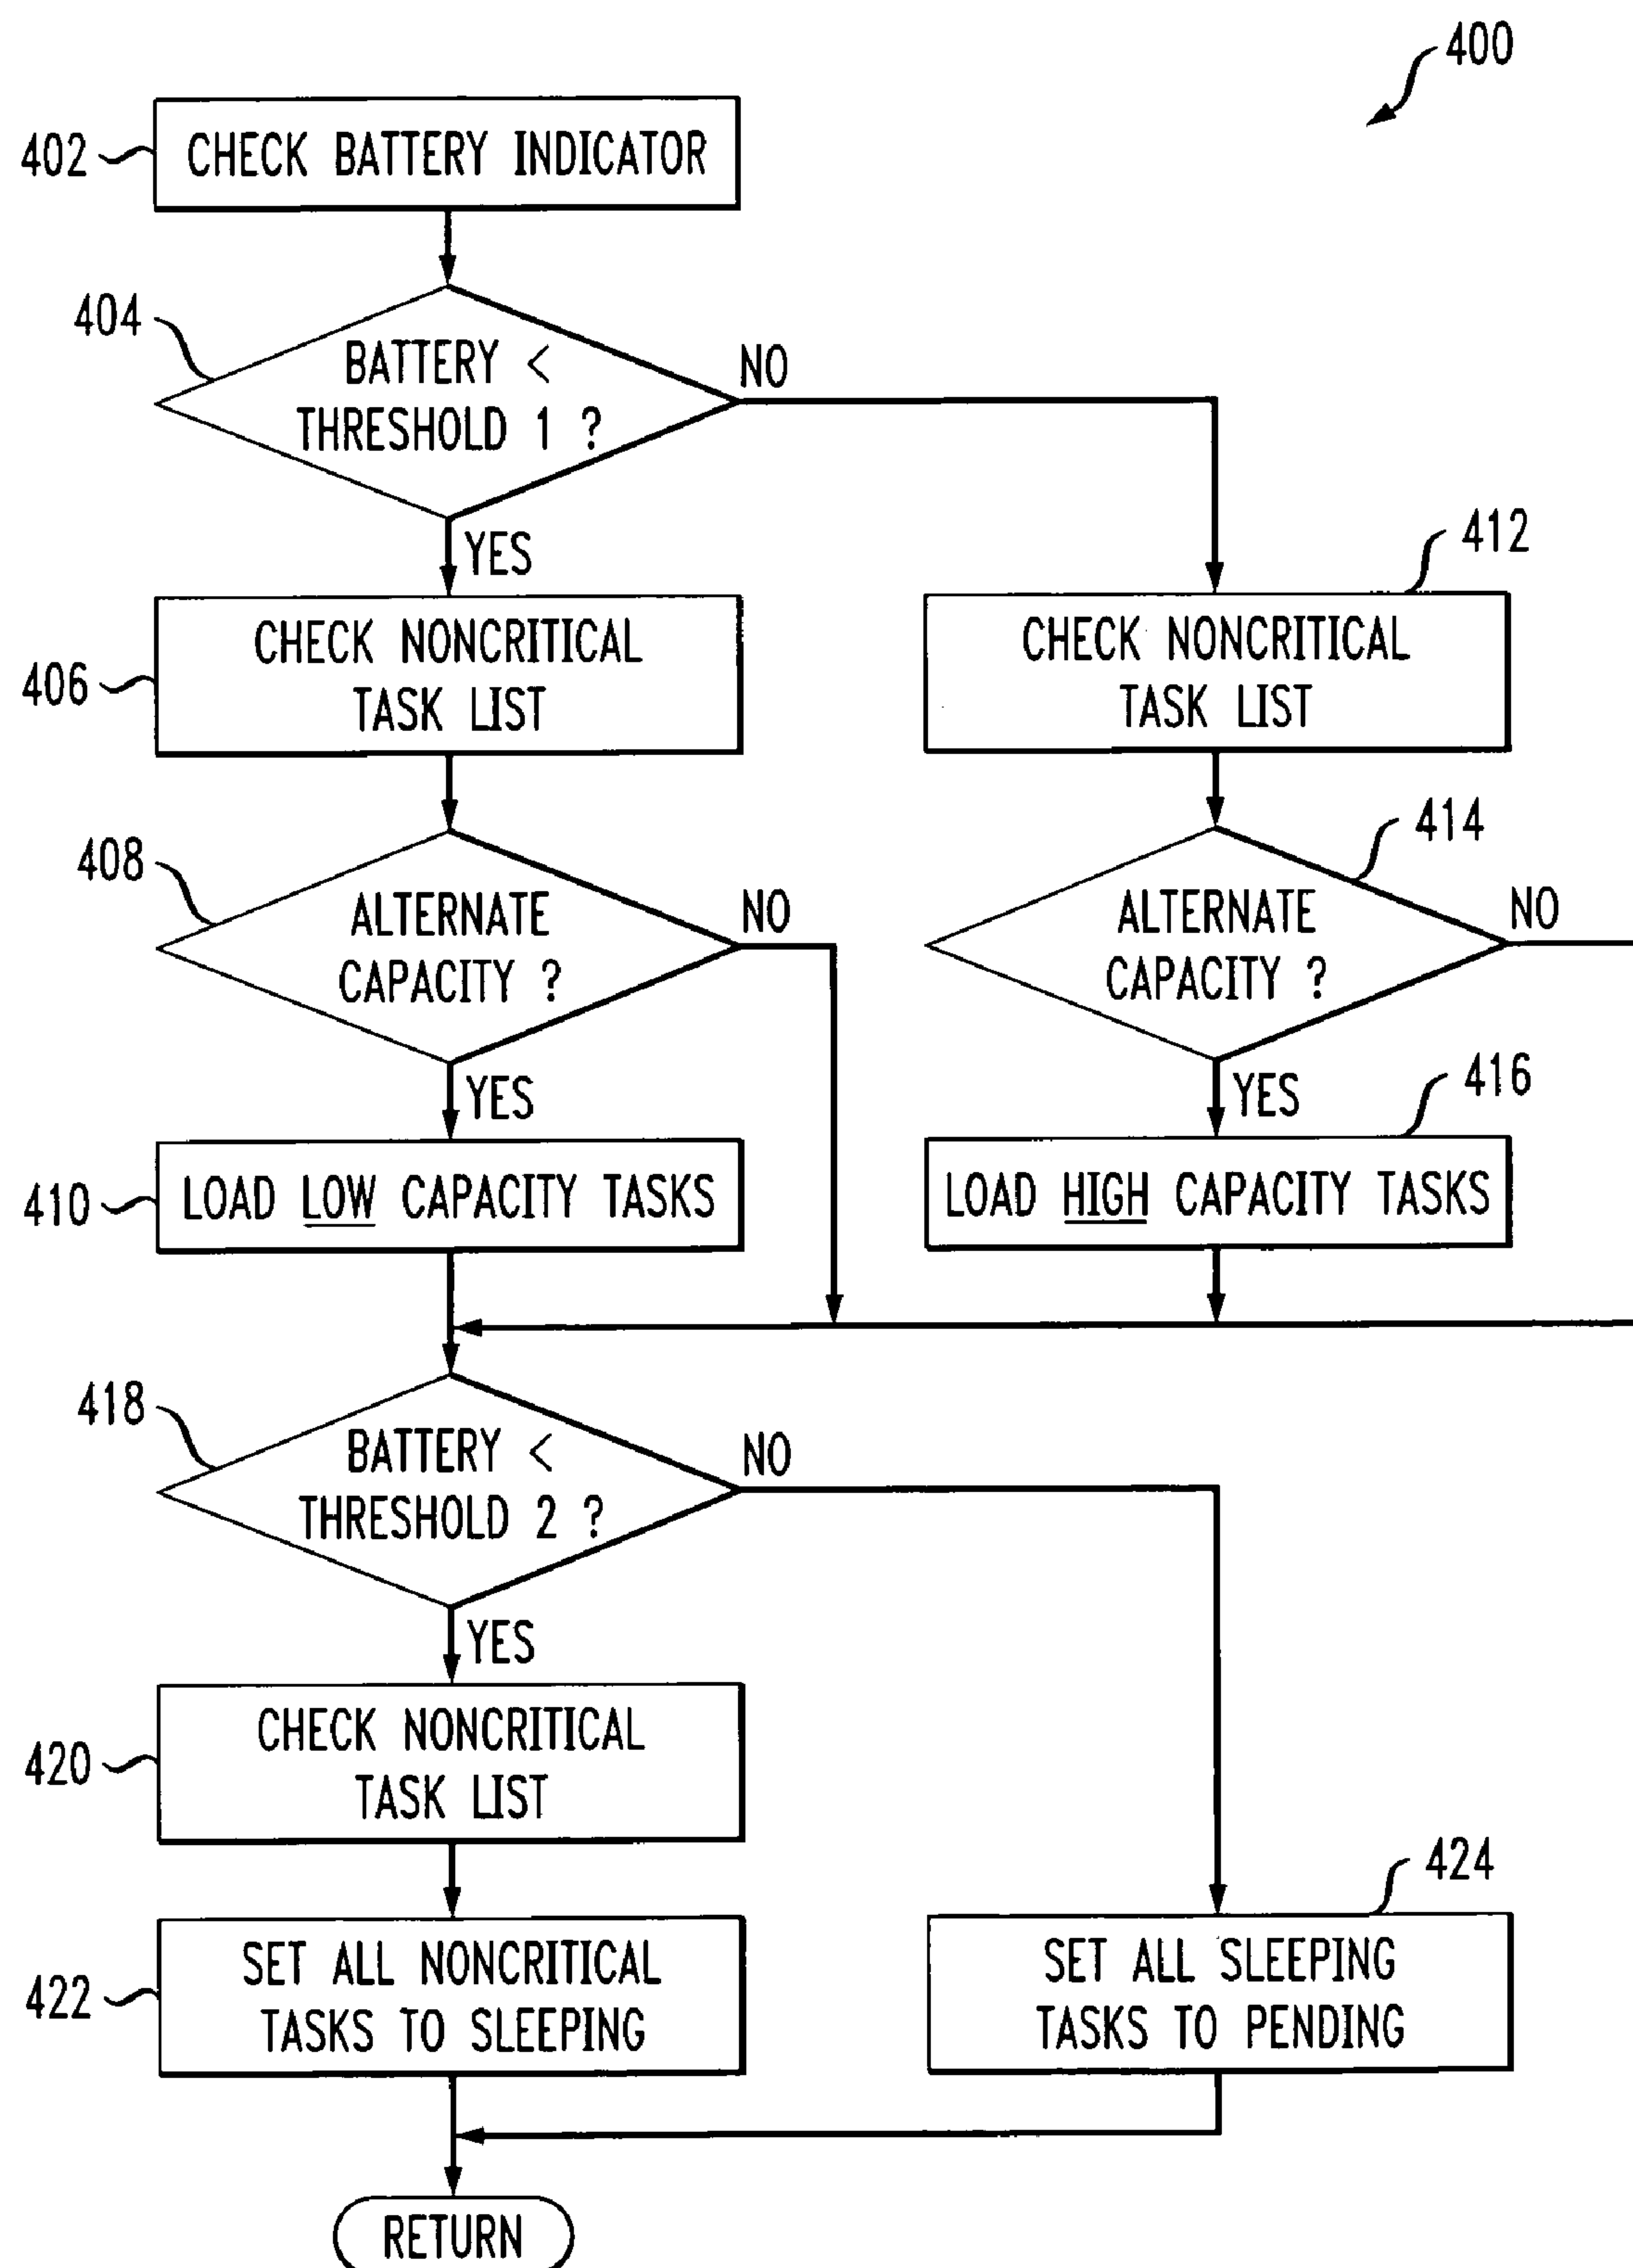 400
402
CHECK BATTERY INDICATOR
404
BATTERY <
THRESHOLD 1 ?
NO
YES
412
406
CHECK NONCRITICAL
TASK LIST
CHECK NONCRITICAL
TASK LIST
408
ALTERNATE
CAPACITY ?
NO
YES
414
ALTERNATE
CAPACITY ?
NO
YES
416
410
LOAD LOW CAPACITY TASKS
LOAD HIGH CAPACITY TASKS
418
BATTERY <
THRESHOLD 2 ?
NO
YES
420
CHECK NONCRITICAL
TASK LIST
424
422
SET ALL NONCRITICAL
TASKS TO SLEEPING
SET ALL SLEEPING
TASKS TO PENDING
RETURN